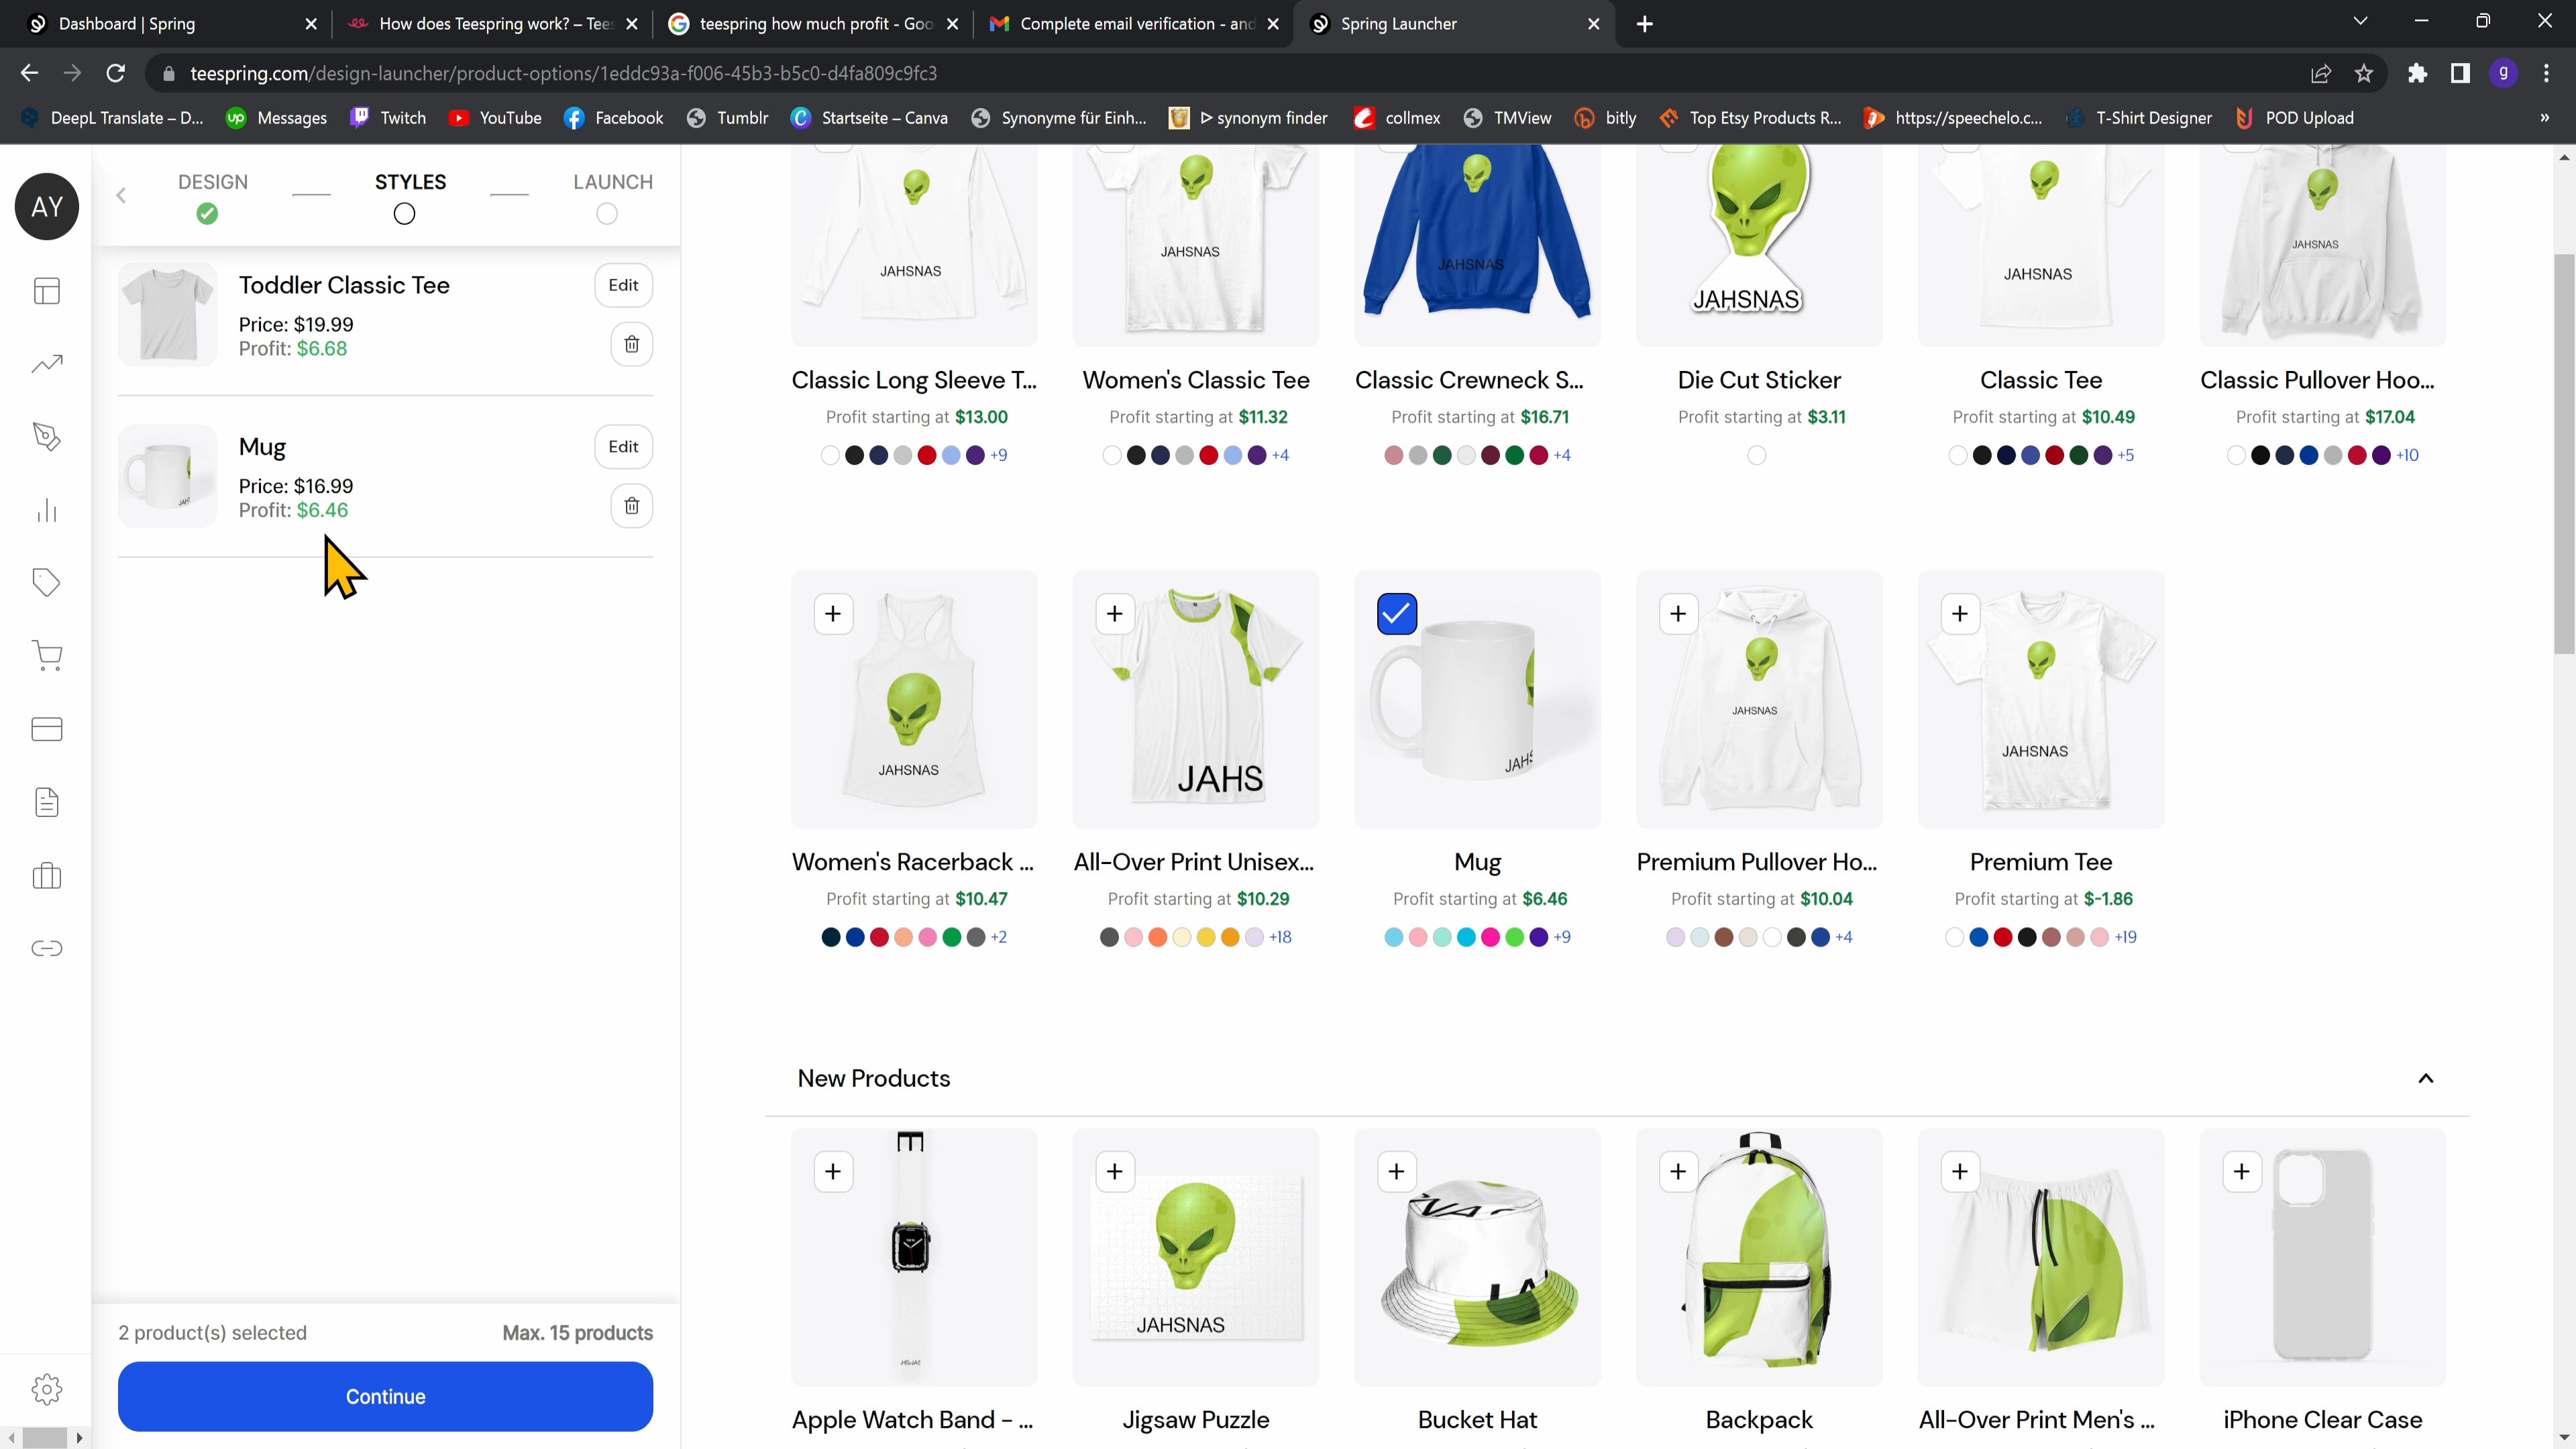 Dashboard | Spring
How does Teespring work? – Tees
teespring how much profit - Goo
Complete email verification - and
Spring Launcher
teespring.com/design-launcher/product-options/1eddc93a-f006-45b3-b5c0-d4fa809c9fc3
g
DeepL Translate – D...
up Messages
Twitch
YouTube
Facebook
Tumblr
Startseite – Canva
Synonyme für Einh...
ᐅ synonym finder
collmex
TMView
bitly
Top Etsy Products R...
https://speechelo.c...
T-Shirt Designer
POD Upload
»
AY
DESIGN
STYLES
LAUNCH
Toddler Classic Tee
Edit
Price: $19.99
Profit: $6.68
Mug
Edit
Price: $16.99
Profit: $6.46
2 product(s) selected
Max. 15 products
Continue
JAHSNAS
JAHSNAS
JAHSNAS
JAHSNAS
JAHSNAS
JAHSNAS
Classic Long Sleeve T...
Women's Classic Tee
Classic Crewneck S...
Die Cut Sticker
Classic Tee
Classic Pullover Hoo...
Profit starting at $13.00
Profit starting at $11.32
Profit starting at $16.71
Profit starting at $3.11
Profit starting at $10.49
Profit starting at $17.04
+9
+4
+4
+5
+10
JAHSNAS
JAHS
JAHS
JAHSNAS
JAHSNAS
Women's Racerback ...
All-Over Print Unisex...
Mug
Premium Pullover Ho...
Premium Tee
Profit starting at $10.47
Profit starting at $10.29
Profit starting at $6.46
Profit starting at $10.04
Profit starting at $-1.86
+2
+18
+9
+4
+19
New Products
JAHSNAS
JAHSNAS
Apple Watch Band - ...
Jigsaw Puzzle
Bucket Hat
Backpack
All-Over Print Men's ...
iPhone Clear Case